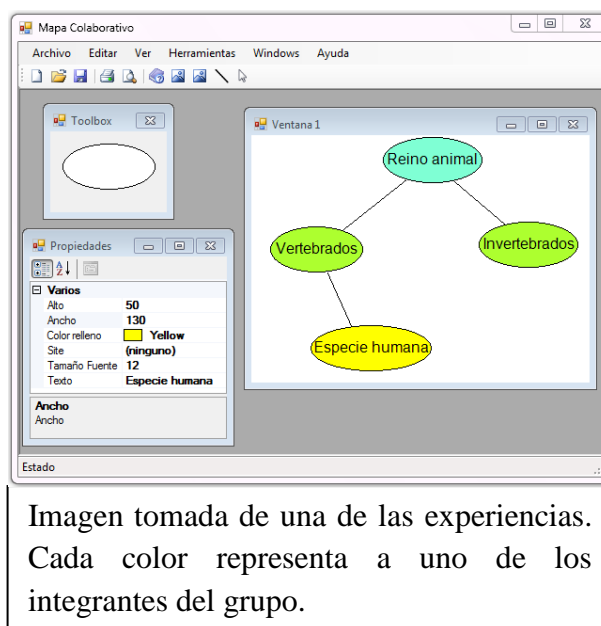 Mapa Colaborativo
Archivo Editar Ver Herramientas Windows Ayuda
Toolbox
Ventana 1
Reino animal
Vertebrados
Invertebrados
Especie humana
Propiedades
Varios
Alto 50
Ancho 130
Color relleno Yellow
Site (ninguno)
Tamaño Fuente 12
Texto Especie humana
Ancho
Ancho
Estado
Imagen tomada de una de las experiencias.
Cada color representa a uno de los
integrantes del grupo.